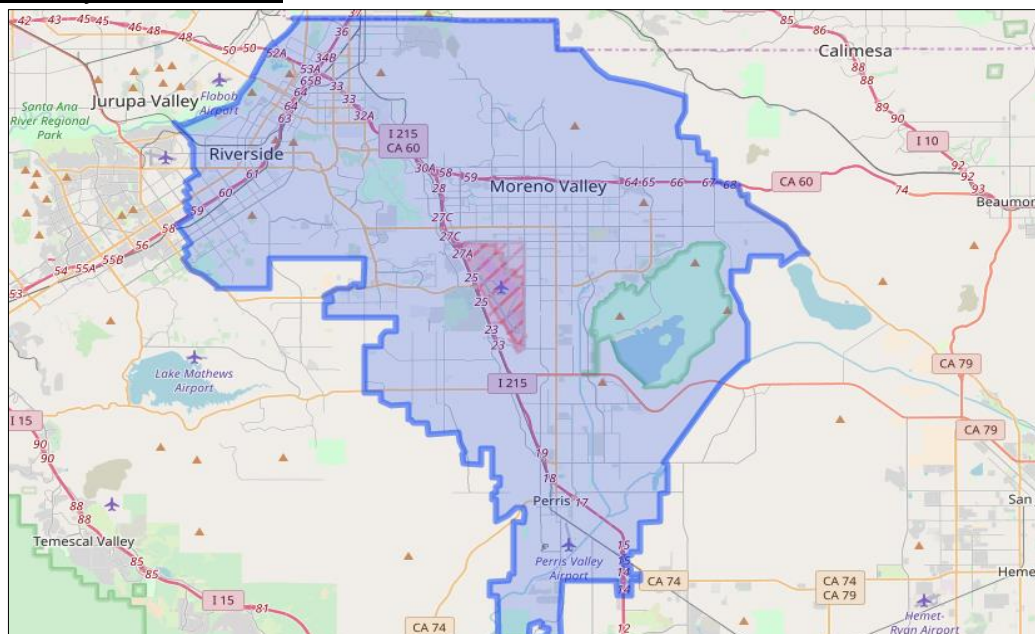 42 43 45 46 48 48 50 50 52A
37
36
34B
53A
65B
64
64
63
33
33
32A
85
86
88
88
89
90
Calimesa
Jurupa Valley
Flabob
Airport
Santa Ana
River Regional
Park
Riverside
I 215
CA 60
I 10
92
92
93
30A 58 59
28
Moreno Valley
64 65 66 67 68
CA 60
74
Beaumon
61
60
59
58
56
55B
55A
54
53
27C
27C
27A
25
25
23
23
Lake Mathews
Airport
I 215
CA 79
CA 79
I 15
90
90
88
88
85
85
Temescal Valley
I 15
81
19
18
Perris
17
15
15
14
14
Perris Valley
Airport
CA 74
CA 74
CA 79
CA 74
12
San
Heme
Hemet-
Ryan Airport